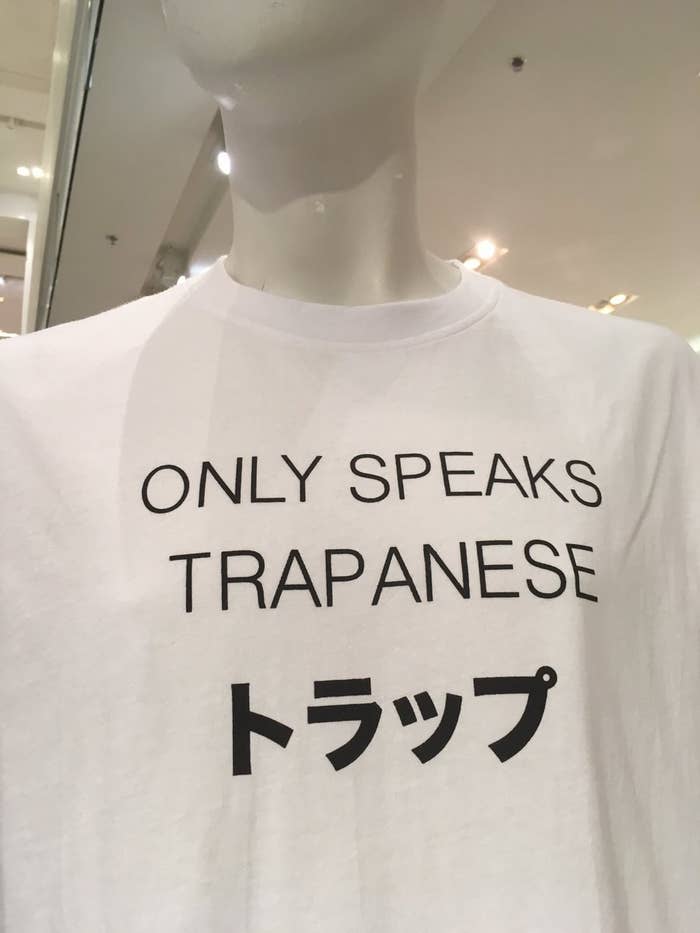 ONLY SPEAKS
TRAPANESE
トラップ